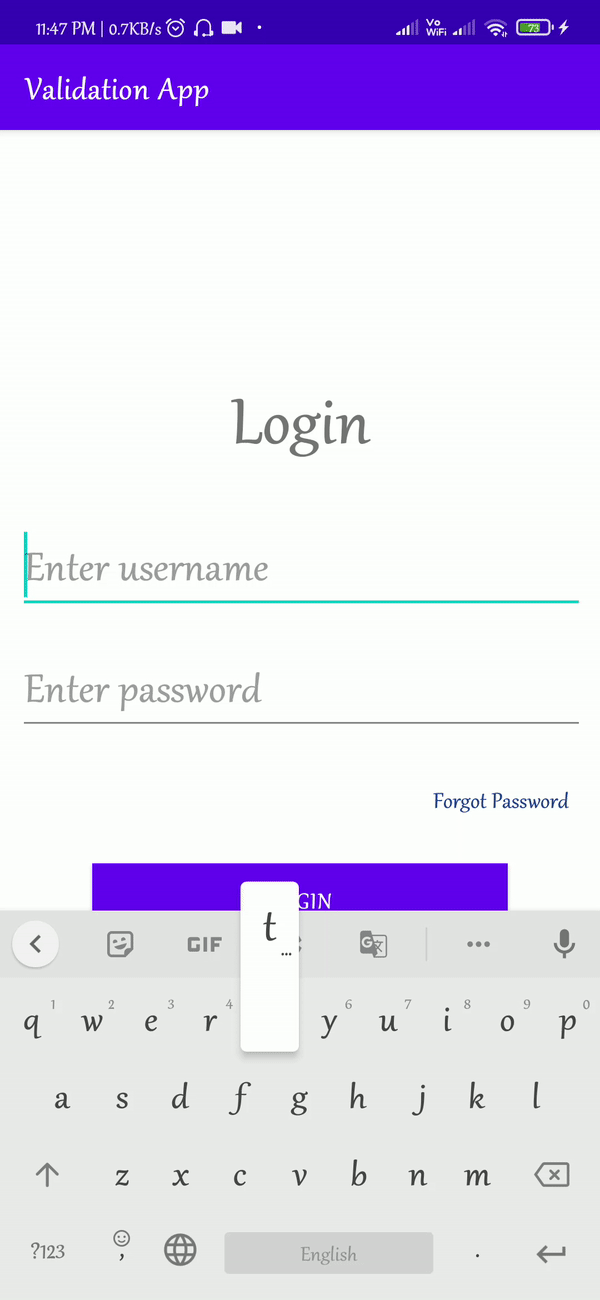 11:47 PM | 0.7KB/s Vo WiFi 73
Validation App
Login
Enter username
Enter password
Forgot Password
GIN
t
...
GIF
1 2 3 4 6 7 8 9 0
q w e r y u i o p
a s d f g h j k l
z x c v b n m
?123 , English .